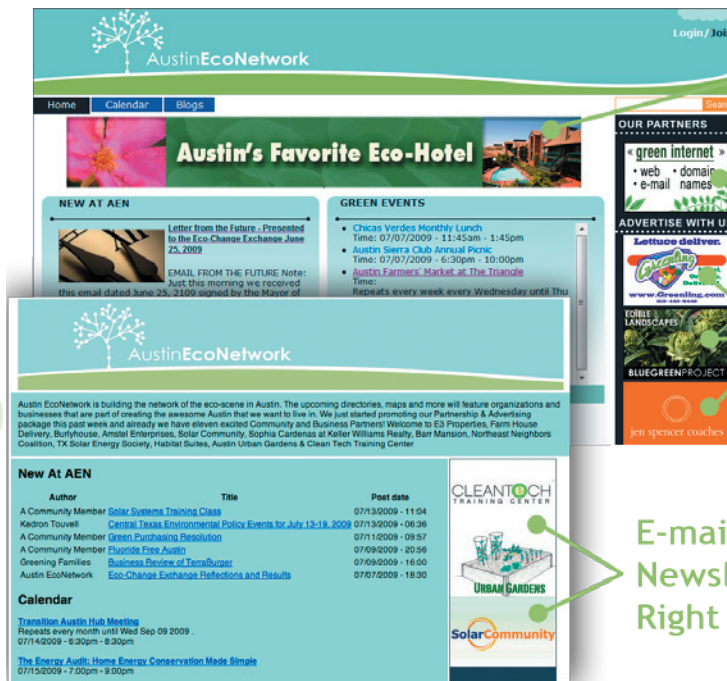 Login/Join
AustinEcoNetwork
Home Calendar Blogs
Search
Austin's Favorite Eco-Hotel
OUR PARTNERS
« green internet »
• web • domain
• e-mail names
ADVERTISE WITH US
Lettuce deliver.
Greenling
www.Greenling.com
EDIBLE
LANDSCAPES
BLUEGREENPROJECT
jen spencer coaches
NEW AT AEN
Letter from the Future - Presented
to the Eco-Change Exchange June
25, 2009
EMAIL FROM THE FUTURE Note:
Just this morning we received
this email dated June 25, 2109 signed by the Mayor of
GREEN EVENTS
• Chicas Verdes Monthly Lunch
Time: 07/07/2009 - 11:45am - 1:45pm
• Austin Sierra Club Annual Picnic
Time: 07/07/2009 - 6:30pm - 10:00pm
• Austin Farmers' Market at The Triangle
Time:
Repeats every week every Wednesday until Thu
AustinEcoNetwork
Austin EcoNetwork is building the network of the eco-scene in Austin. The upcoming directories, maps and more will feature organizations and
businesses that are part of creating the awesome Austin that we want to live in. We just started promoting our Partnership & Advertising
package this past week and already we have eleven excited Community and Business Partners! Welcome to E3 Properties, Farm House
Delivery, Burlyhouse, Amstel Enterprises, Solar Community, Sophia Cardenas at Keller Williams Realty, Barr Mansion, Northeast Neighbors
Coalition, TX Solar Energy Society, Habitat Suites, Austin Urban Gardens & Clean Tech Training Center
New At AEN
Author Title Post date
A Community Member Solar Systems Training Class 07/13/2009 - 11:04
Kedron Touvell Central Texas Environmental Policy Events for July 13-19, 2009 07/13/2009 - 06:36
A Community Member Green Purchasing Resolution 07/11/2009 - 09:57
A Community Member Fluoride Free Austin 07/09/2009 - 20:56
Greening Families Business Review of TerraBurger 07/09/2009 - 16:00
Austin EcoNetwork Eco-Change Exchange Reflections and Results 07/07/2009 - 18:30
Calendar
Transition Austin Hub Meeting
Repeats every month until Wed Sep 09 2009 .
07/14/2009 - 6:30pm - 8:30pm
The Energy Audit: Home Energy Conservation Made Simple
07/15/2009 - 7:00pm - 9:00pm
CLEANTECH
TRAINING CENTER
URBAN GARDENS
SolarCommunity
E-mai
Newsl
Right